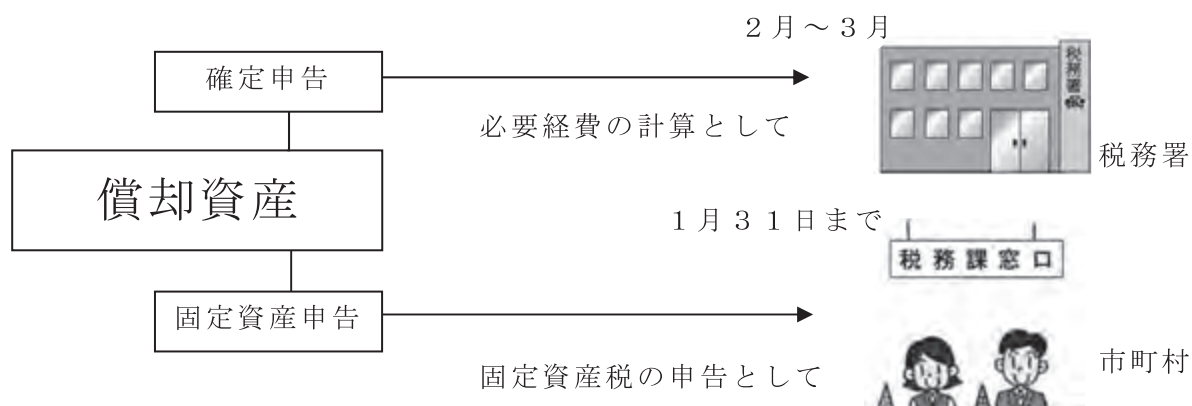 ２月～３月
税務署
確定申告
必要経費の計算として
税務署
償却資産
１月３１日まで
税務課窓口
固定資産申告
固定資産税の申告として
市町村